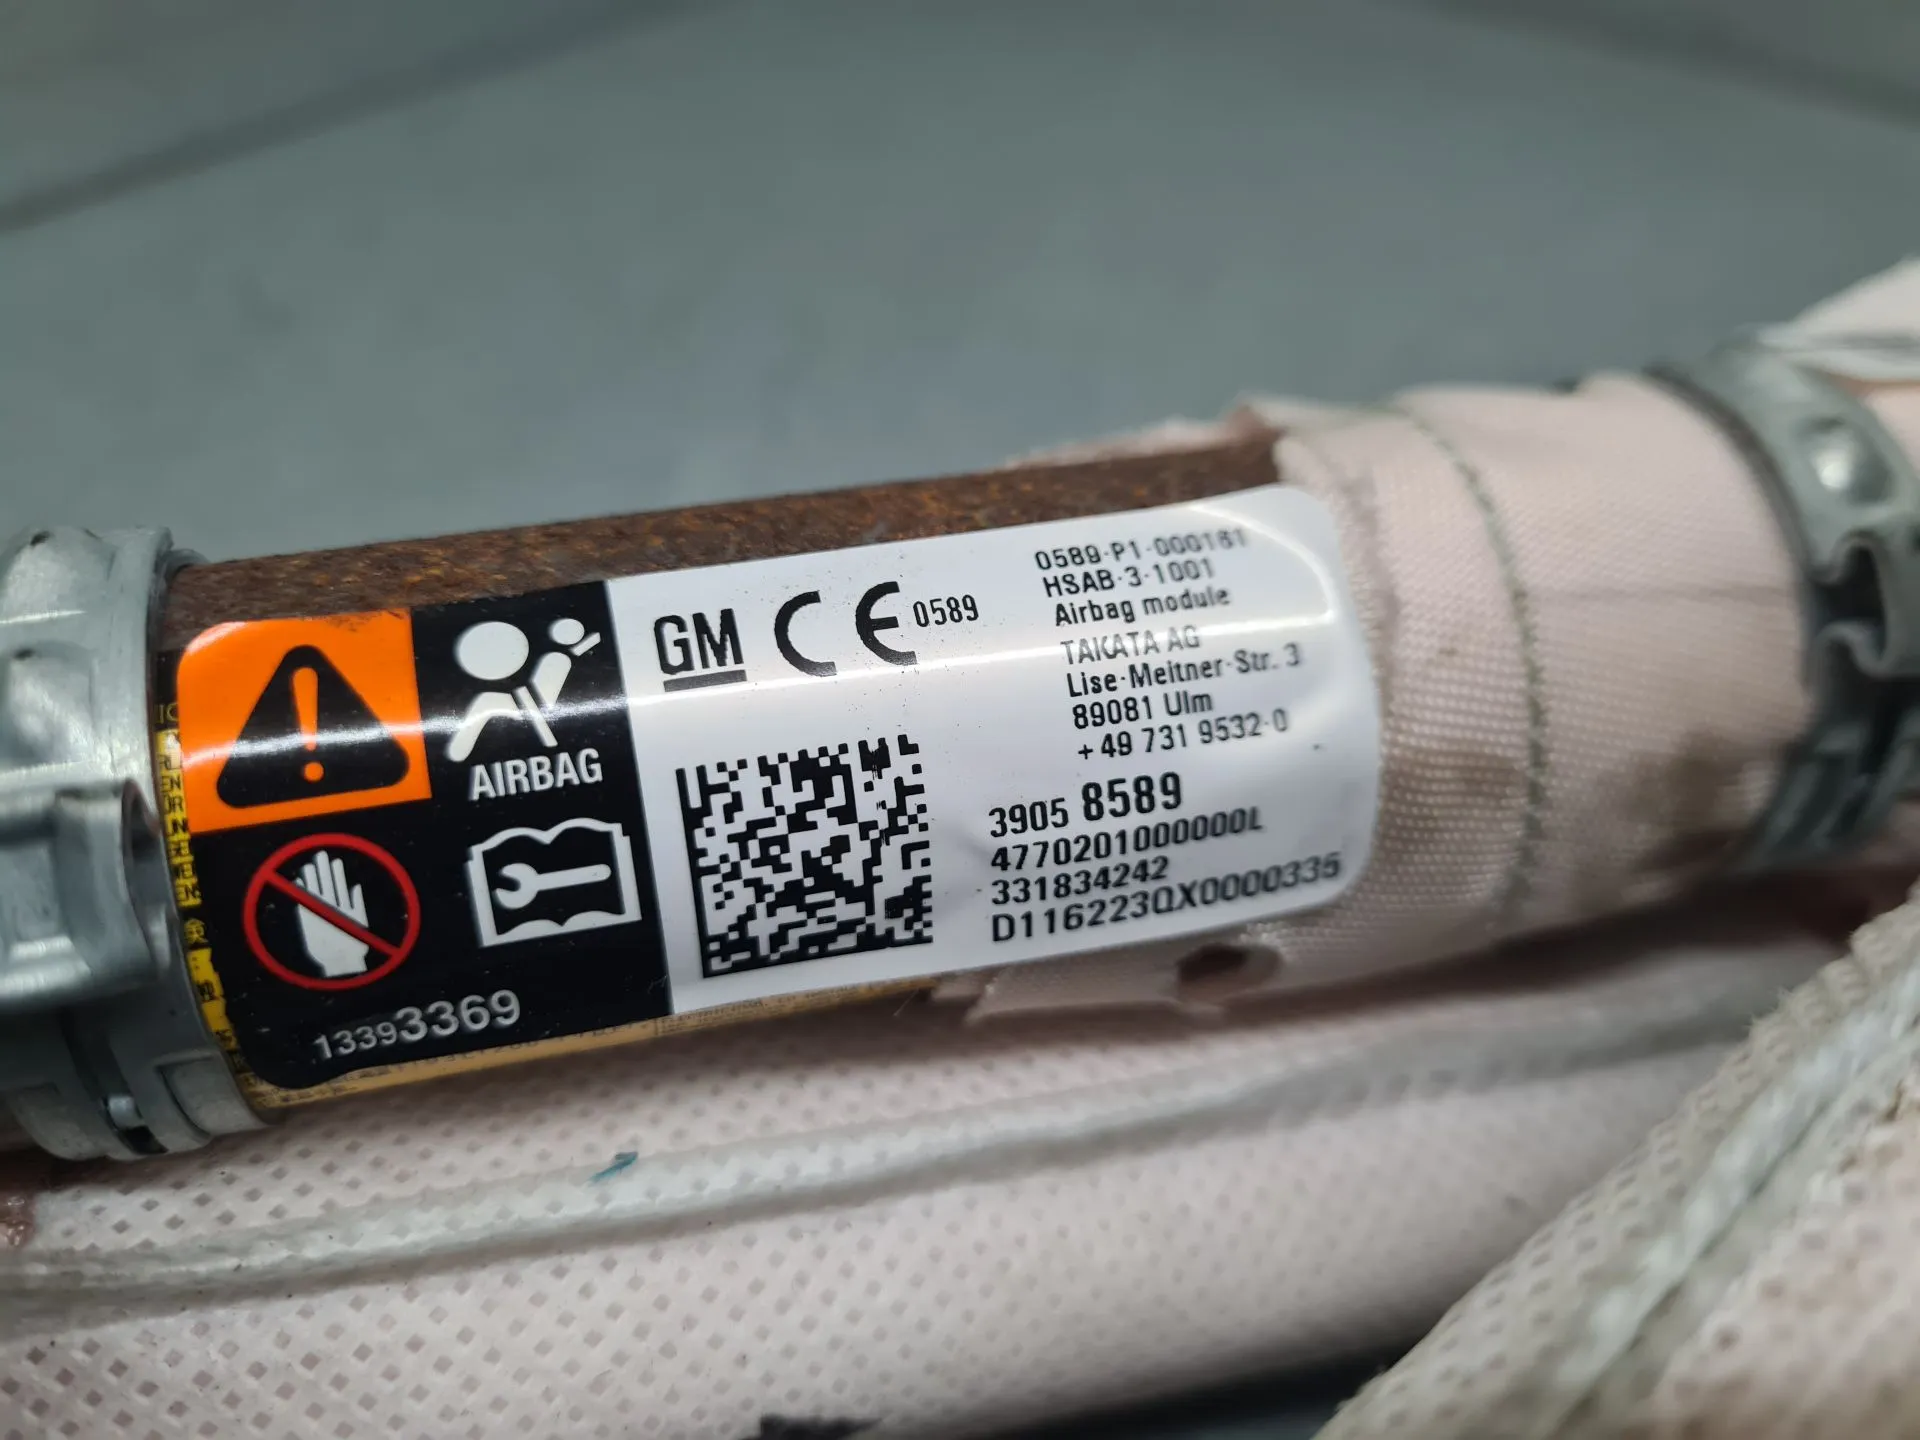 AIRBAG
13393369
GM CE 0589
0589-P1-000161
HSAB-3-1001
Airbag module
TAKATA AG
Lise-Meitner-Str. 3
89081 Ulm
+49 731 9532-0
3905 8589
4770201000000L
331834242
D116223QX0000335